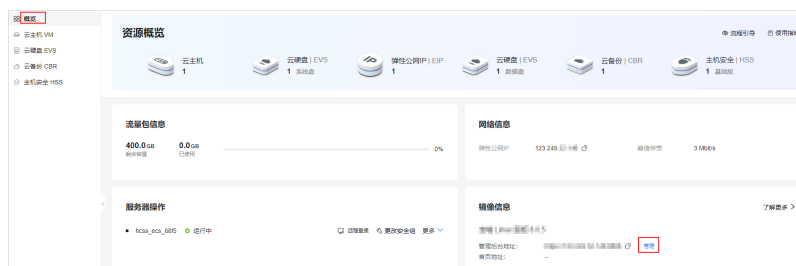 概览
云主机 VM
云硬盘 EVS
云备份 CBR
主机安全 HSS
资源概览
流程引导 使用指南
云主机
1
云硬盘 | EVS
1 系统盘
弹性公网IP | EIP
1
云硬盘 | EVS
1 数据盘
云备份 | CBR
1
主机安全 | HSS
1 基础版
流量包信息
400.0 GB 0.0 GB 0%
剩余流量 已使用
网络信息
弹性公网IP 123.249. 峰值带宽 3 Mbit/s
服务器操作
hcss_ecs_68f5 运行中 远程登录 更改安全组 更多
镜像信息 了解更多 >
管理后台地址: 管理
首页地址: --